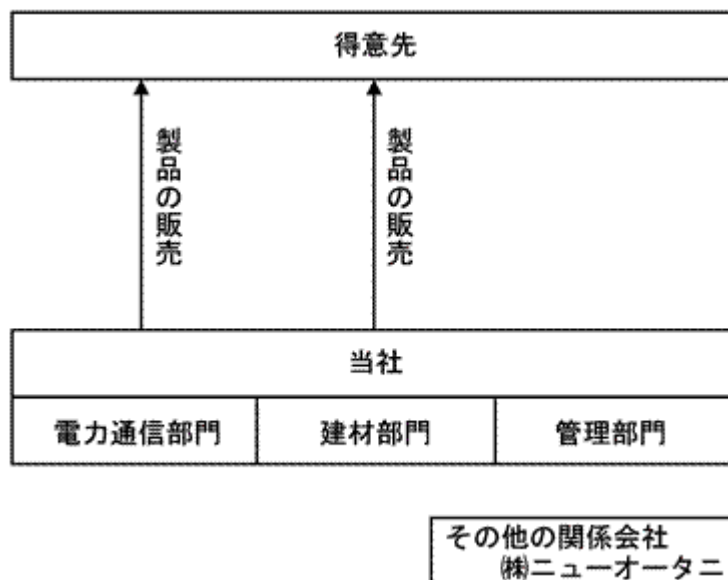 得意先
製品の販売
製品の販売
当社
電力通信部門
建材部門
管理部門
その他の関係会社
㈱ニューオータニ